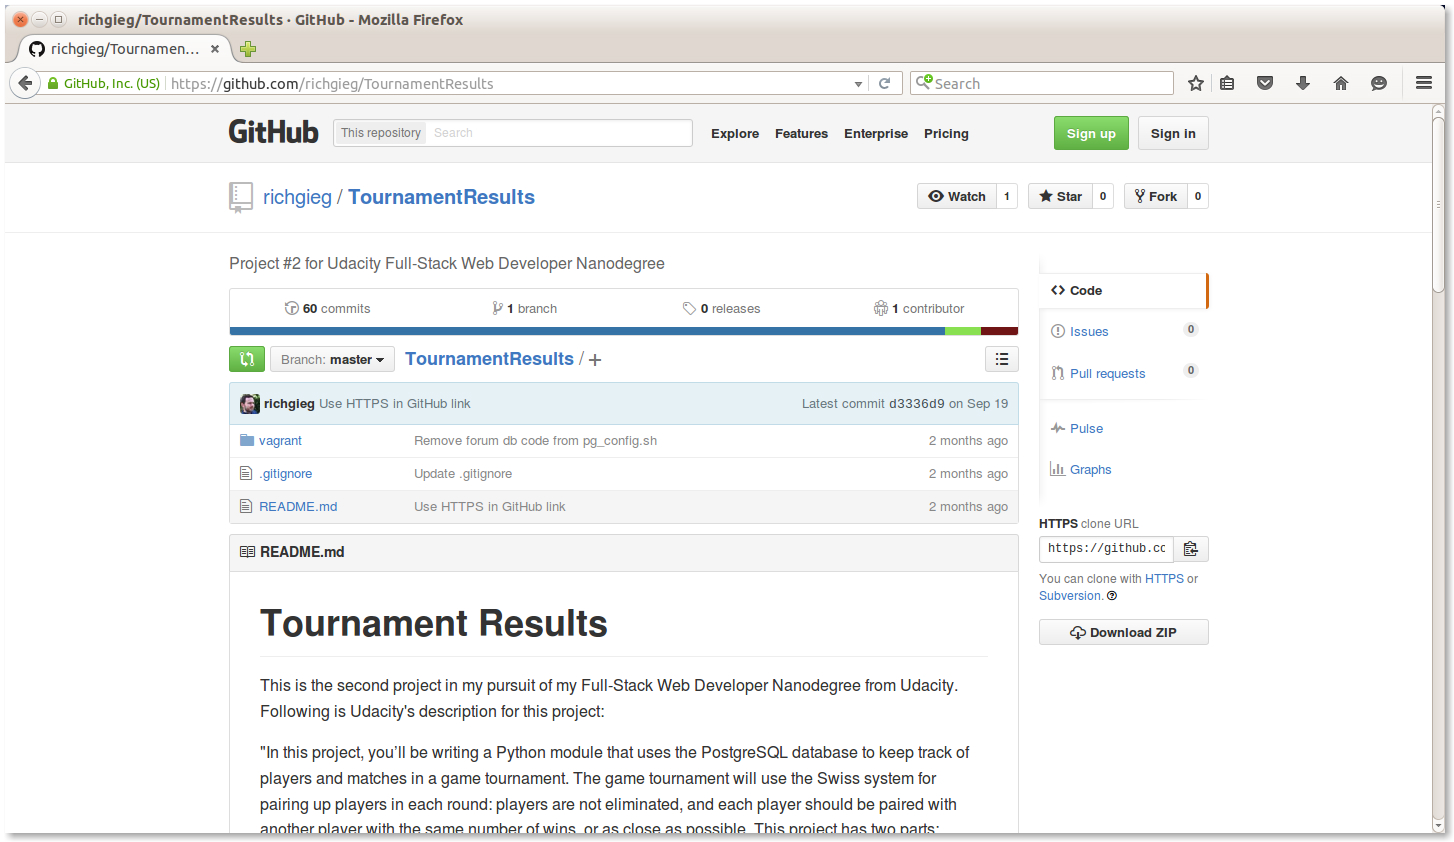 richgieg/TournamentResults · GitHub - Mozilla Firefox
richgieg/Tournamen...
GitHub, Inc. (US) https://github.com/richgieg/TournamentResults Search
GitHub This repository Search Explore Features Enterprise Pricing Sign up Sign in
richgieg / TournamentResults Watch 1 Star 0 Fork 0
Project #2 for Udacity Full-Stack Web Developer Nanodegree
60 commits 1 branch 0 releases 1 contributor
Branch: master TournamentResults / +
richgieg Use HTTPS in GitHub link Latest commit d3336d9 on Sep 19
vagrant Remove forum db code from pg_config.sh 2 months ago
.gitignore Update .gitignore 2 months ago
README.md Use HTTPS in GitHub link 2 months ago
README.md
Tournament Results
This is the second project in my pursuit of my Full-Stack Web Developer Nanodegree from Udacity.
Following is Udacity's description for this project:
"In this project, you’ll be writing a Python module that uses the PostgreSQL database to keep track of
players and matches in a game tournament. The game tournament will use the Swiss system for
pairing up players in each round: players are not eliminated, and each player should be paired with
another player with the same number of wins, or as close as possible. This project has two parts:
Code
Issues 0
Pull requests 0
Pulse
Graphs
HTTPS clone URL
https://github.cc
You can clone with HTTPS or
Subversion.
Download ZIP